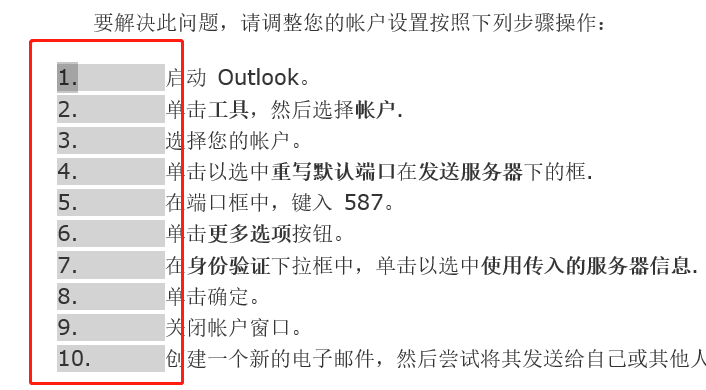 要解决此问题，请调整您的帐户设置按照下列步骤操作：
1. 启动 Outlook。
2. 单击工具，然后选择帐户.
3. 选择您的帐户。
4. 单击以选中重写默认端口在发送服务器下的框.
5. 在端口框中，键入 587。
6. 单击更多选项按钮。
7. 在身份验证下拉框中，单击以选中使用传入的服务器信息.
8. 单击确定。
9. 关闭帐户窗口。
10. 创建一个新的电子邮件，然后尝试将其发送给自己或其他人